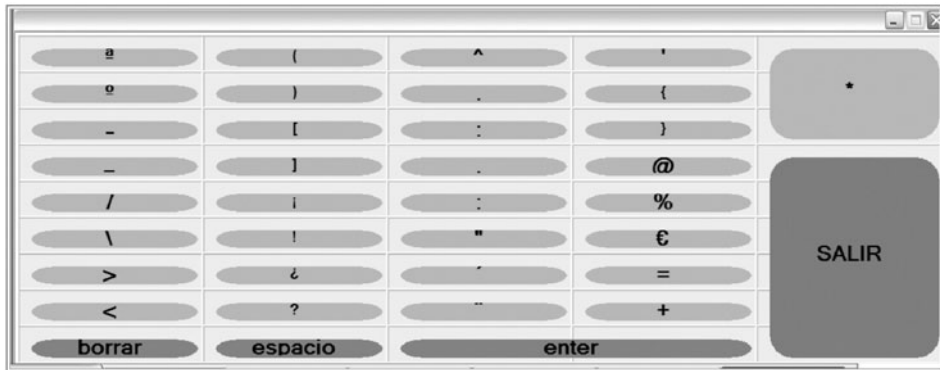 ª ( ^ ' *
º ) . {
- [ : }
_ ] . @
/ ¡ : %
\ ! " € SALIR
> ¿ ´ =
< ? ¨ +
borrar espacio enter